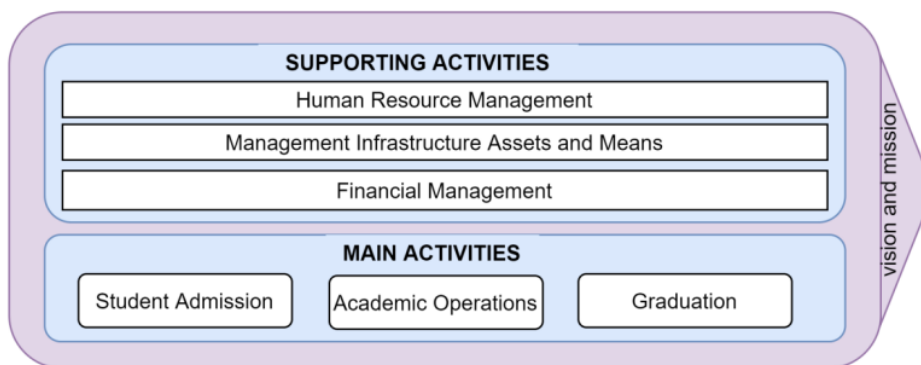 SUPPORTING ACTIVITIES
Human Resource Management
Management Infrastructure Assets and Means
Financial Management
MAIN ACTIVITIES
Student Admission
Academic Operations
Graduation
vision and mission